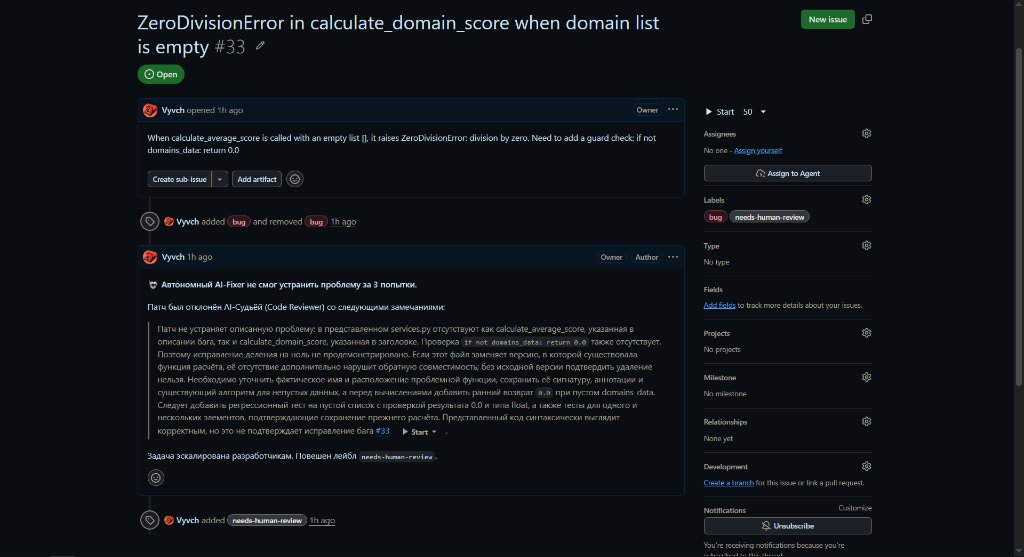 ZeroDivisionError in calculate_domain_score when domain list
is empty #33
New issue
Open
Vyvch opened 1h ago
Owner
When calculate_average_score is called with an empty list [], it raises ZeroDivisionError: division by zero. Need to add a guard check: if not
domains_data: return 0.0
Create sub-issue
Add artifact
Vyvch added bug and removed bug 1h ago
Vyvch 1h ago
Owner
Author
Автономный AI-Fixer не смог устранить проблему за 3 попытки.
Патч был отклонён AI-Судьёй (Code Reviewer) со следующими замечаниями:
Патч не устраняет описанную проблему: в представленном services.py отсутствуют как calculate_average_score, указанная в
описании бага, так и calculate_domain_score, указанная в заголовке. Проверка if not domains_data: return 0.0 также отсутствует.
Поэтому исправление деления на ноль не продемонстрировано. Если этот файл заменяет версию, в которой существовала
функция расчёта, её отсутствие дополнительно нарушит обратную совместимость; без исходной версии подтвердить удаление
нельзя. Необходимо уточнить фактическое имя и расположение проблемной функции, сохранить её сигнатуру, аннотации и
существующий алгоритм для непустых данных, а перед вычислениями добавить ранний возврат 0.0 при пустом domains_data.
Следует добавить регрессионный тест на пустой список с проверкой результата 0.0 и типа float, а также тесты для одного и
нескольких элементов, подтверждающие сохранение прежнего расчёта. Представленный код синтаксически выглядит
корректным, но это не подтверждает исправление бага #33 Start .
Задача эскалирована разработчикам. Повешен лейбл needs-human-review.
Vyvch added needs-human-review 1h ago
Start 50
Assignees
No one - Assign yourself
Assign to Agent
Labels
bug needs-human-review
Type
No type
Fields
Add fields to track more details about your issues.
Projects
No projects
Milestone
No milestone
Relationships
None yet
Development
Create a branch for this issue or link a pull request.
Notifications
Customize
Unsubscribe
You're receiving notifications because you're
subscribed to this thread.